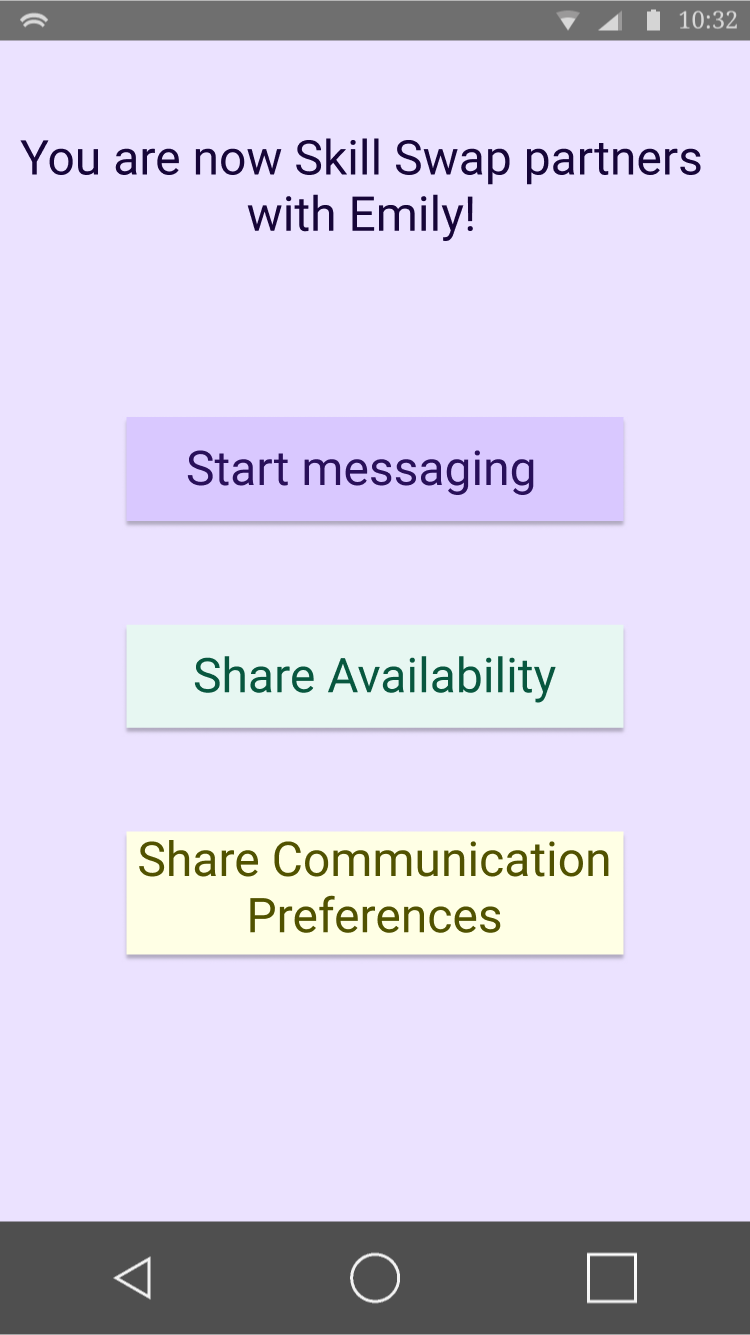 10:32
You are now Skill Swap partners
with Emily!
Start messaging
Share Availability
Share Communication
Preferences